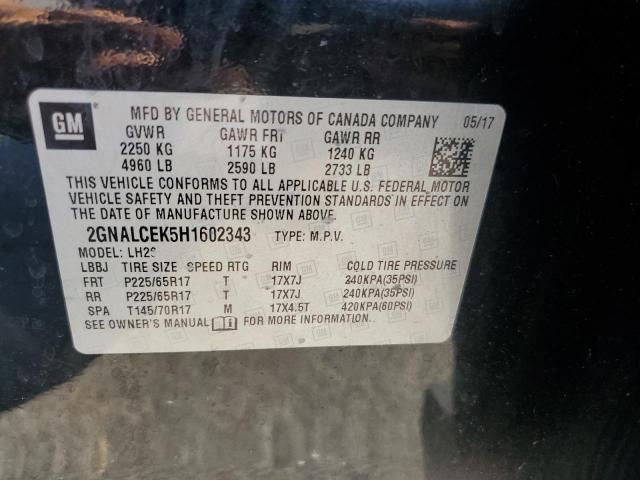 GM
MFD BY GENERAL MOTORS OF CANADA COMPANY 05/17
GVWR GAWR FRT GAWR RR
2250 KG 1175 KG 1240 KG
4960 LB 2590 LB 2733 LB
THIS VEHICLE CONFORMS TO ALL APPLICABLE U.S. FEDERAL MOTOR
VEHICLE SAFETY AND THEFT PREVENTION STANDARDS IN EFFECT ON
THE DATE OF MANUFACTURE SHOWN ABOVE.
2GNALCEK5H1602343 TYPE: M.P.V.
MODEL:
LBBJ TIRE SIZE SPEED RTG RIM COLD TIRE PRESSURE
FRT P225/65R17 T 17X7J 240KPA(35PSI)
RR P225/65R17 T 17X7J 240KPA(35PSI)
SPA T145/70R17 M 17X4.5T 420KPA(60PSI)
SEE OWNER'S MANUAL FOR MORE INFORMATION.